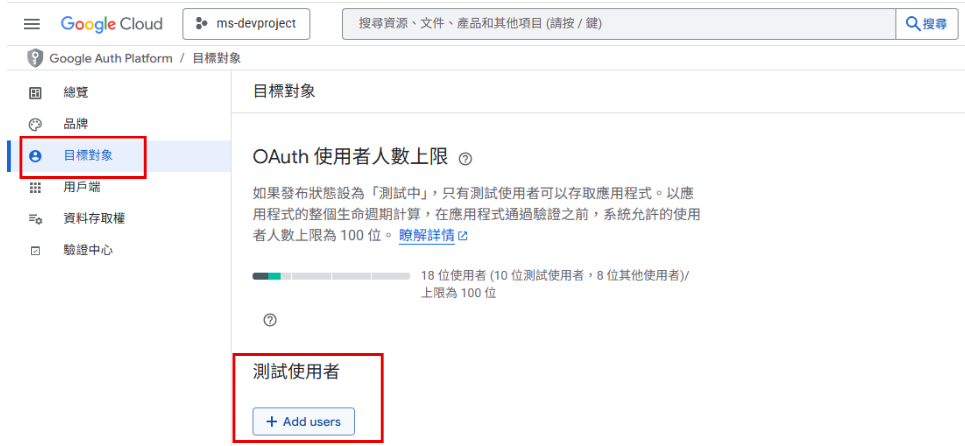 Google Cloud
ms-devproject
搜尋資源、文件、產品和其他項目 (請按 / 鍵)
搜尋
Google Auth Platform / 目標對象
總覽
品牌
目標對象
用戶端
資料存取權
驗證中心
目標對象
OAuth 使用者人數上限
如果發布狀態設為「測試中」，只有測試使用者可以存取應用程式。以應
用程式的整個生命週期計算，在應用程式通過驗證之前，系統允許的使用
者人數上限為 100 位。 瞭解詳情
18 位使用者 (10 位測試使用者，8 位其他使用者)/
上限為 100 位
測試使用者
+ Add users